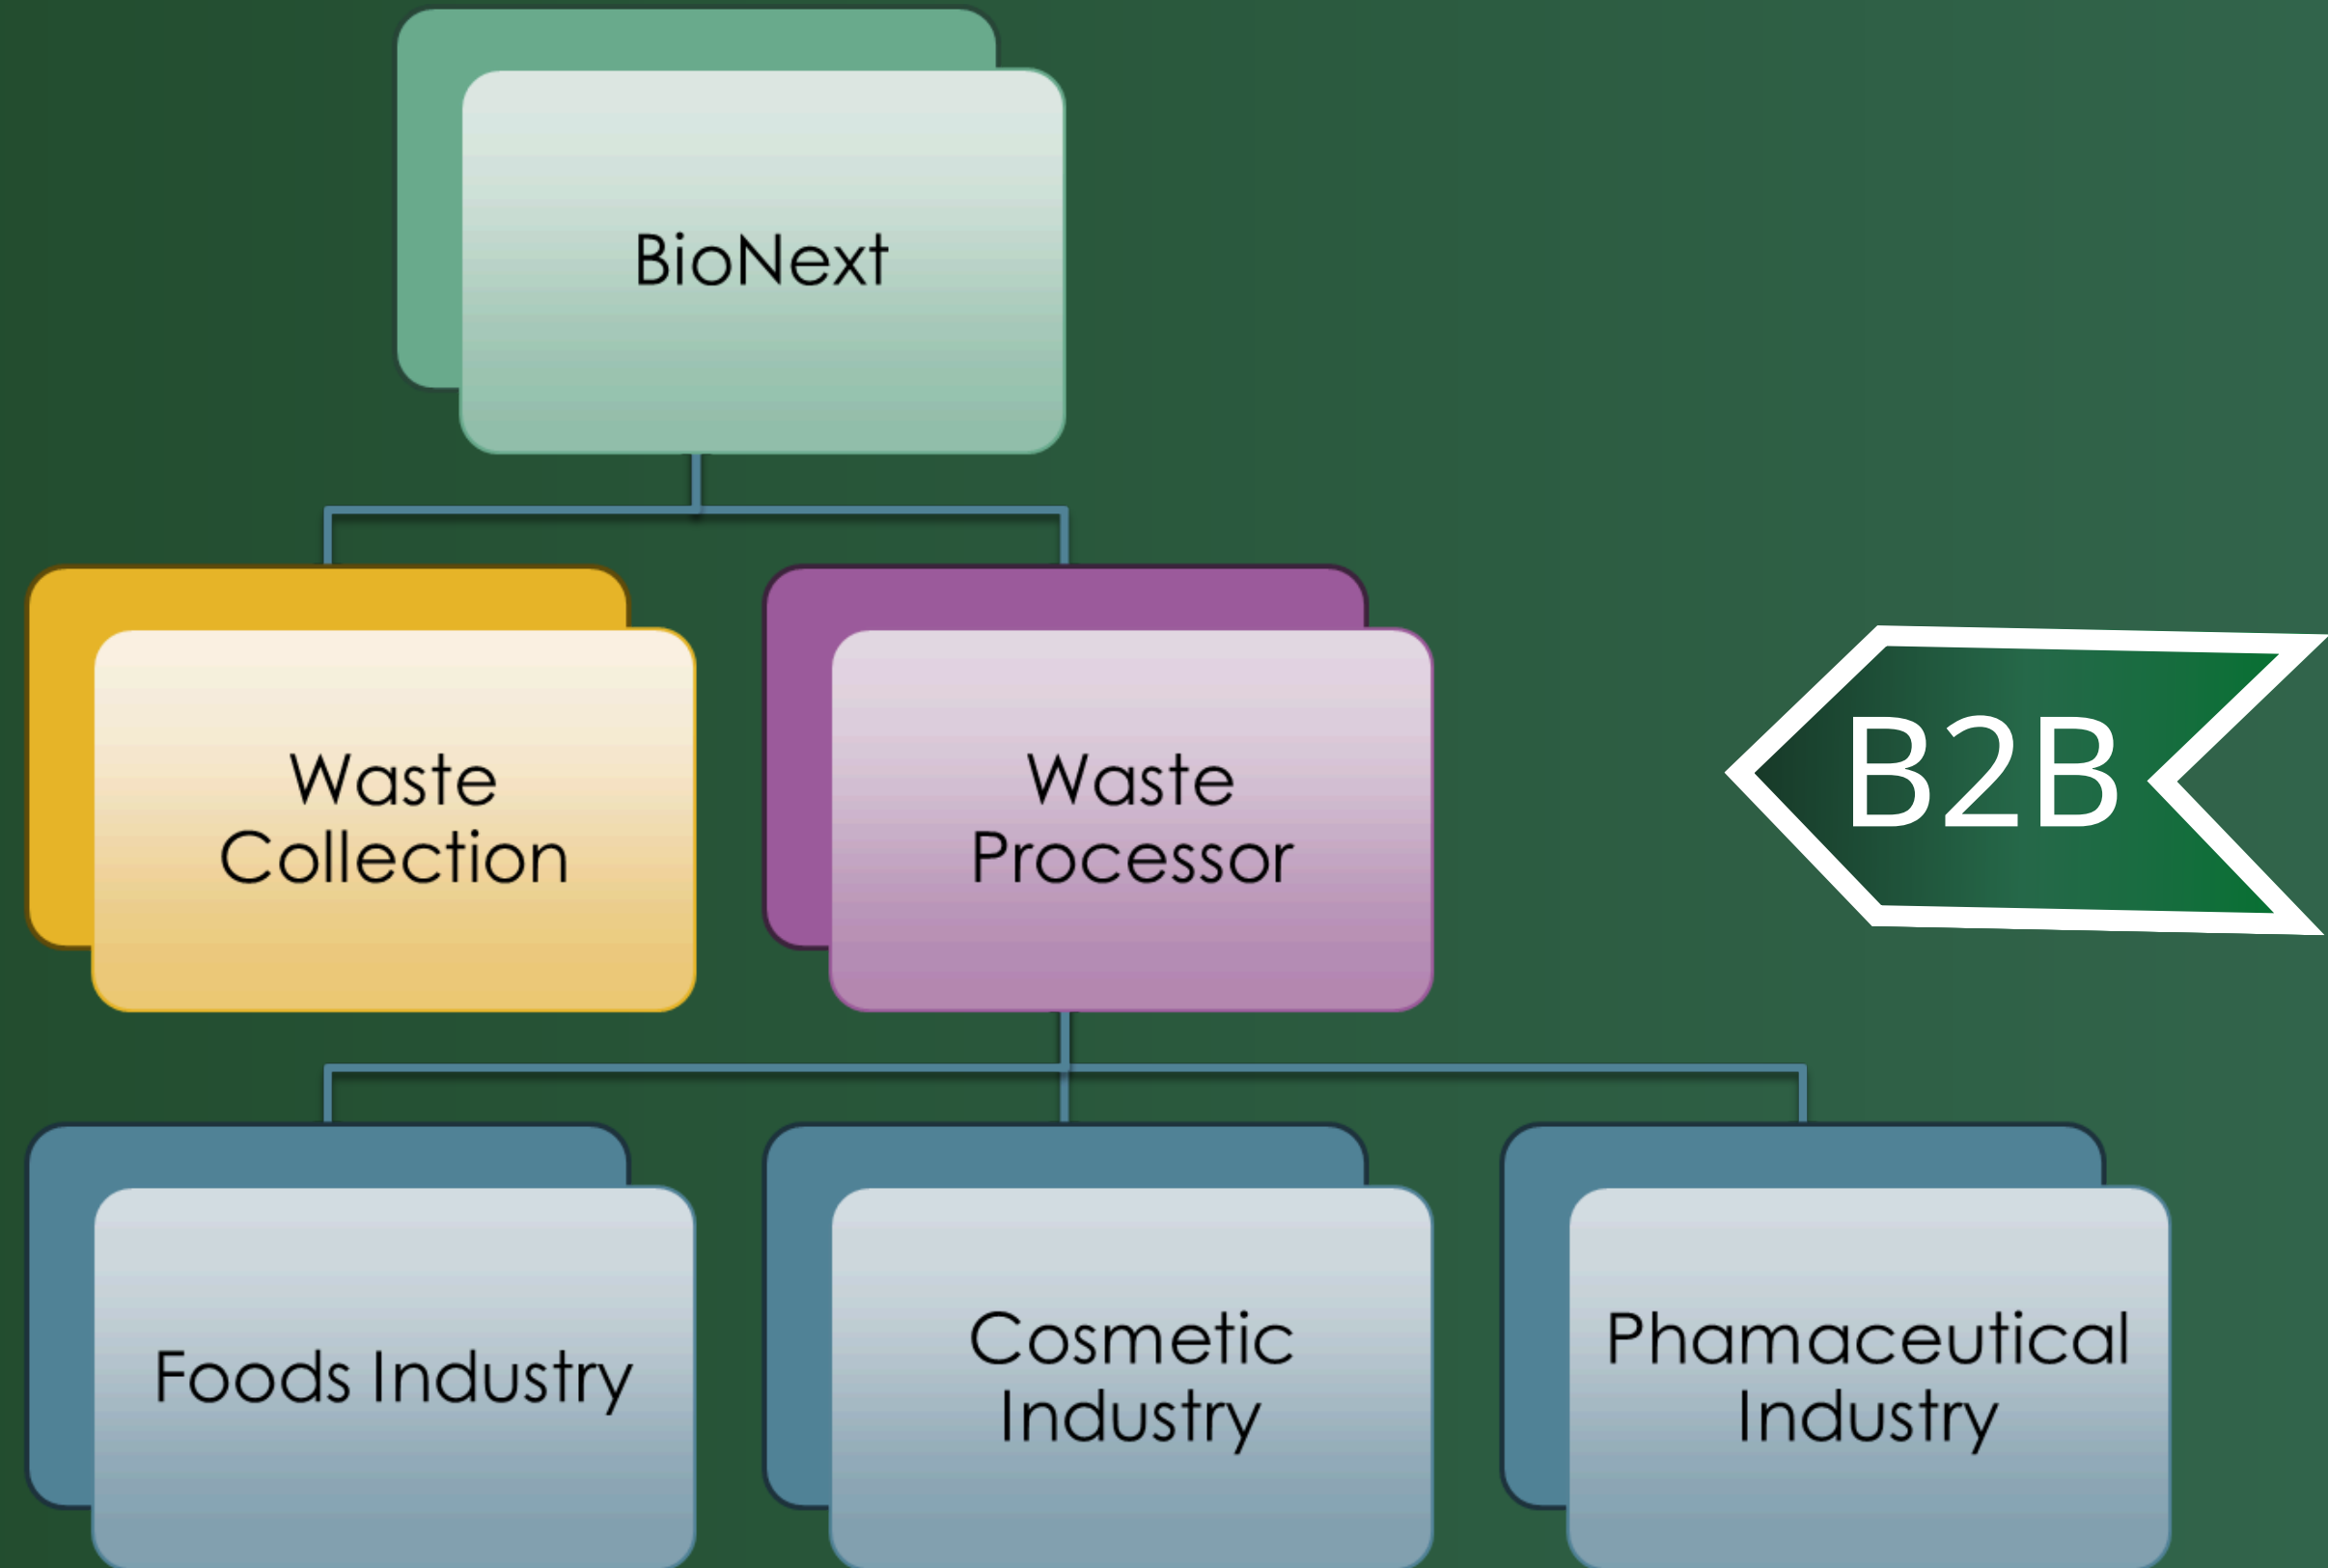 BioNext
Waste
Collection
Waste
Processor
B2B
Foods Industry
Cosmetic
Industry
Phamaceutical
Industry